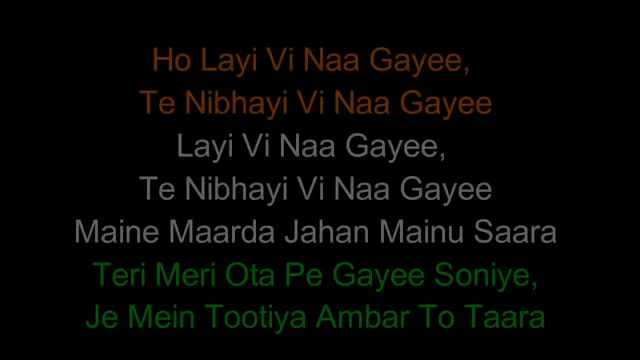 Ho Layi Vi Naa Gayee,
Te Nibhayi Vi Naa Gayee
Layi Vi Naa Gayee,
Te Nibhayi Vi Naa Gayee
Maine Maarda Jahan Mainu Saara
Teri Meri Ota Pe Gayee Soniye,
Je Mein Tootiya Ambar To Taara